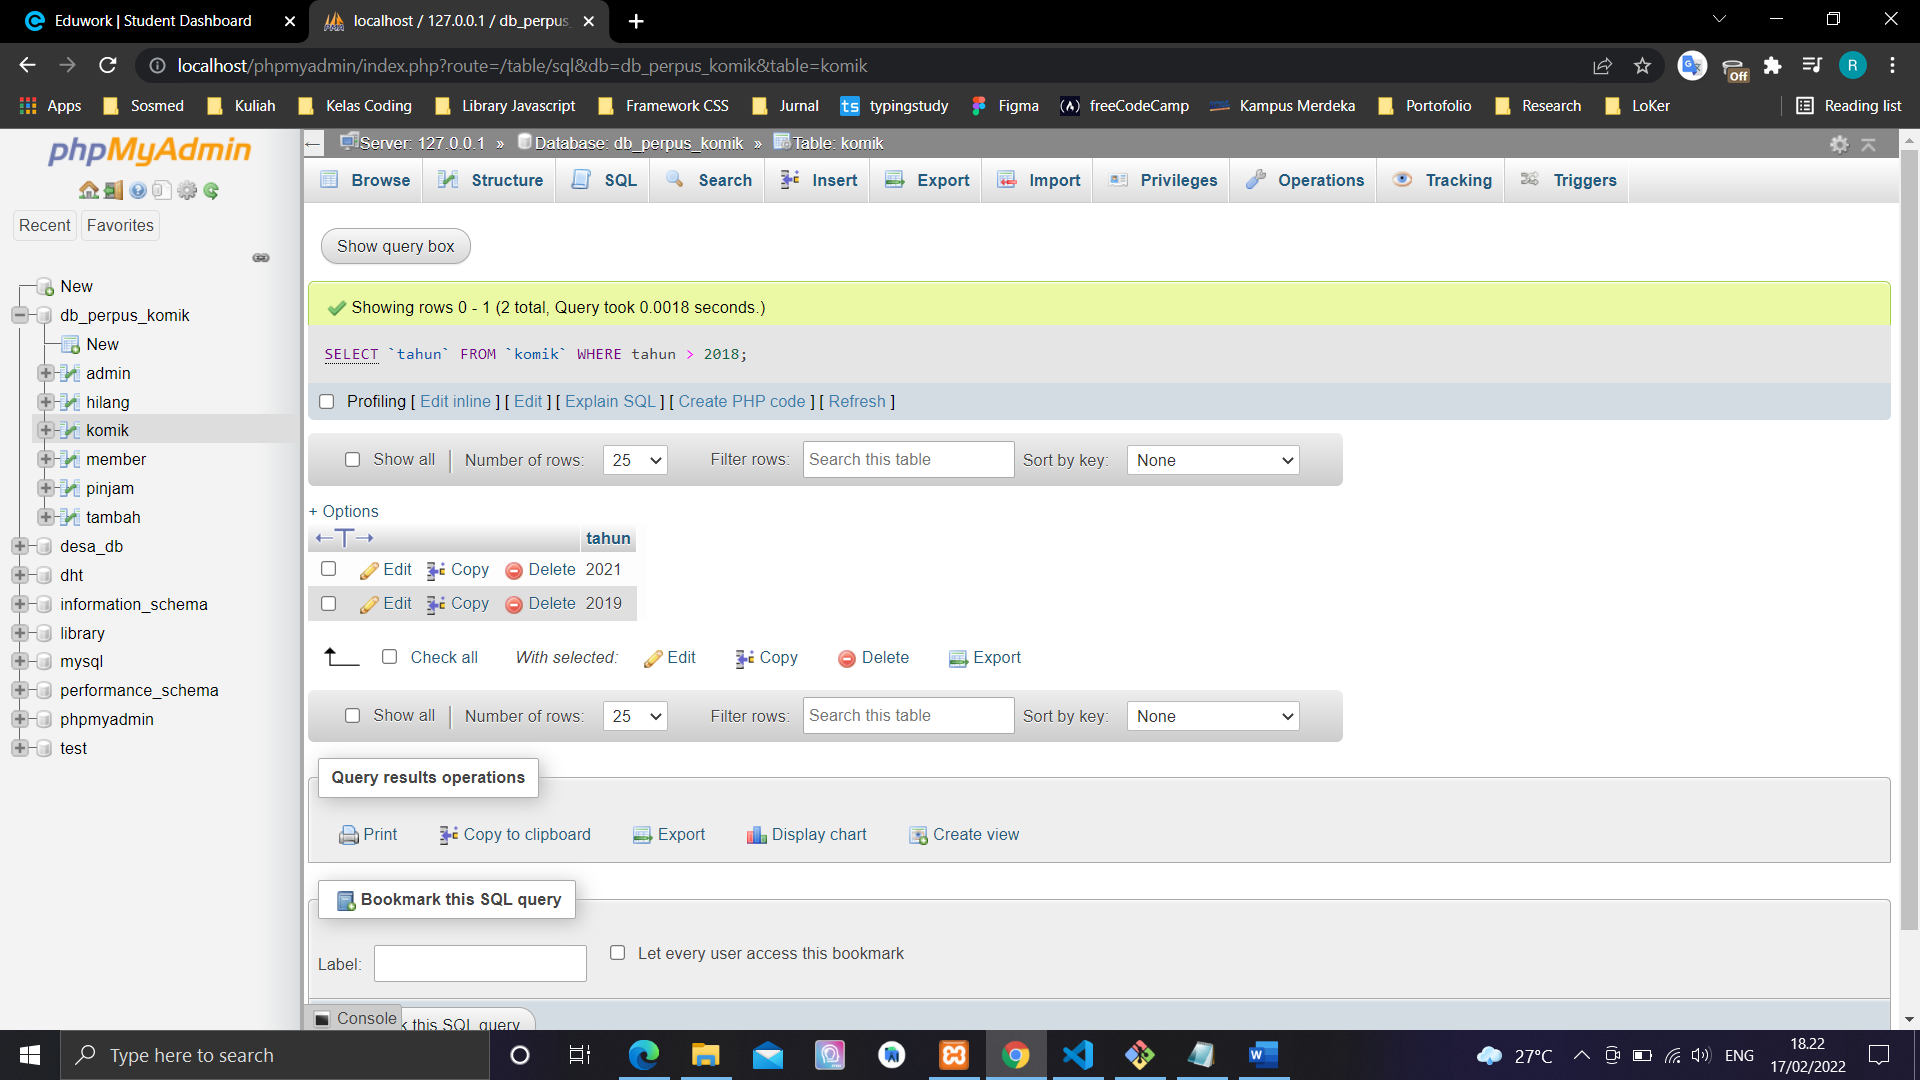 Eduwork | Student Dashboard
localhost / 127.0.0.1 / db_perpus_
localhost/phpmyadmin/index.php?route=/table/sql&db=db_perpus_komik&table=komik
Off
R
Apps Sosmed Kuliah Kelas Coding Library Javascript Framework CSS Jurnal ts typingstudy Figma (λ) freeCodeCamp Kampus Merdeka Portofolio Research LoKer Reading list
phpMyAdmin
Recent Favorites
New
db_perpus_komik
New
admin
hilang
komik
member
pinjam
tambah
desa_db
dht
information_schema
library
mysql
performance_schema
phpmyadmin
test
Server: 127.0.0.1 » Database: db_perpus_komik » Table: komik
Browse Structure SQL Search Insert Export Import Privileges Operations Tracking Triggers
Show query box
Showing rows 0 - 1 (2 total, Query took 0.0018 seconds.)
SELECT `tahun` FROM `komik` WHERE tahun > 2018;
Profiling [ Edit inline ] [ Edit ] [ Explain SQL ] [ Create PHP code ] [ Refresh ]
Show all | Number of rows: 25 Filter rows: Search this table Sort by key: None
+ Options
←T→ tahun
Edit Copy Delete 2021
Edit Copy Delete 2019
Check all With selected: Edit Copy Delete Export
Show all | Number of rows: 25 Filter rows: Search this table Sort by key: None
Query results operations
Print Copy to clipboard Export Display chart Create view
Bookmark this SQL query
Label: Let every user access this bookmark
Console k this SQL query
Type here to search
27°C ENG
18.22
17/02/2022